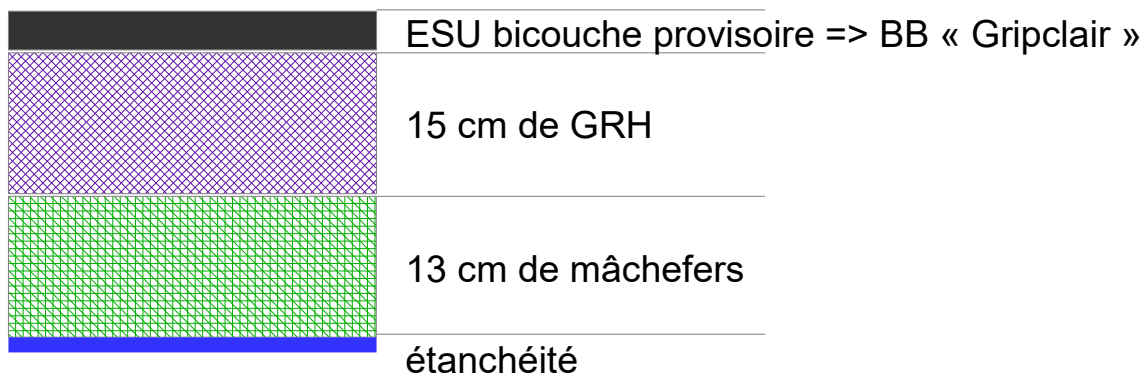 ESU bicouche provisoire => BB « Gripclair »
15 cm de GRH
13 cm de mâchefers
étanchéité